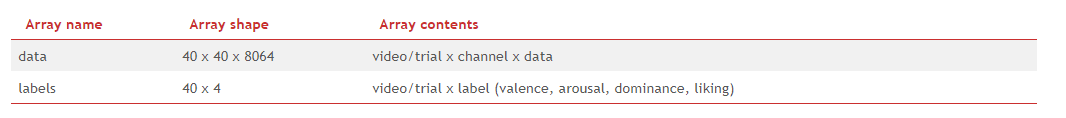 Array name Array shape Array contents
data 40 x 40 x 8064 video/trial x channel x data
labels 40 x 4 video/trial x label (valence, arousal, dominance, liking)